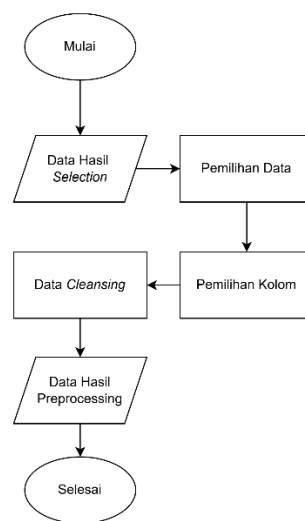 Mulai
Data Hasil
Selection
Pemilihan Data
Pemilihan Kolom
Data Cleansing
Data Hasil
Preprocessing
Selesai